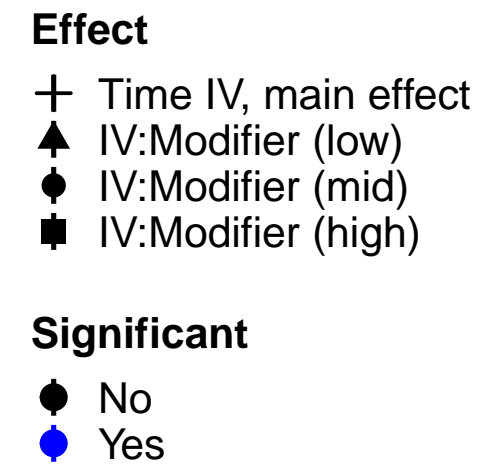 Effect
Time IV, main effect
IV:Modifier (low)
IV:Modifier (mid)
IV:Modifier (high)
Significant
No
Yes